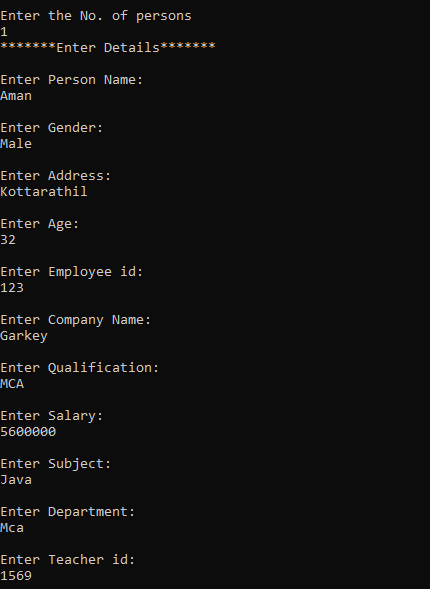 Enter the No. of persons
1
*******Enter Details*******
Enter Person Name:
Aman
Enter Gender:
Male
Enter Address:
Kottarathil
Enter Age:
32
Enter Employee id:
123
Enter Company Name:
Garkey
Enter Qualification:
MCA
Enter Salary:
5600000
Enter Subject:
Java
Enter Department:
Mca
Enter Teacher id:
1569